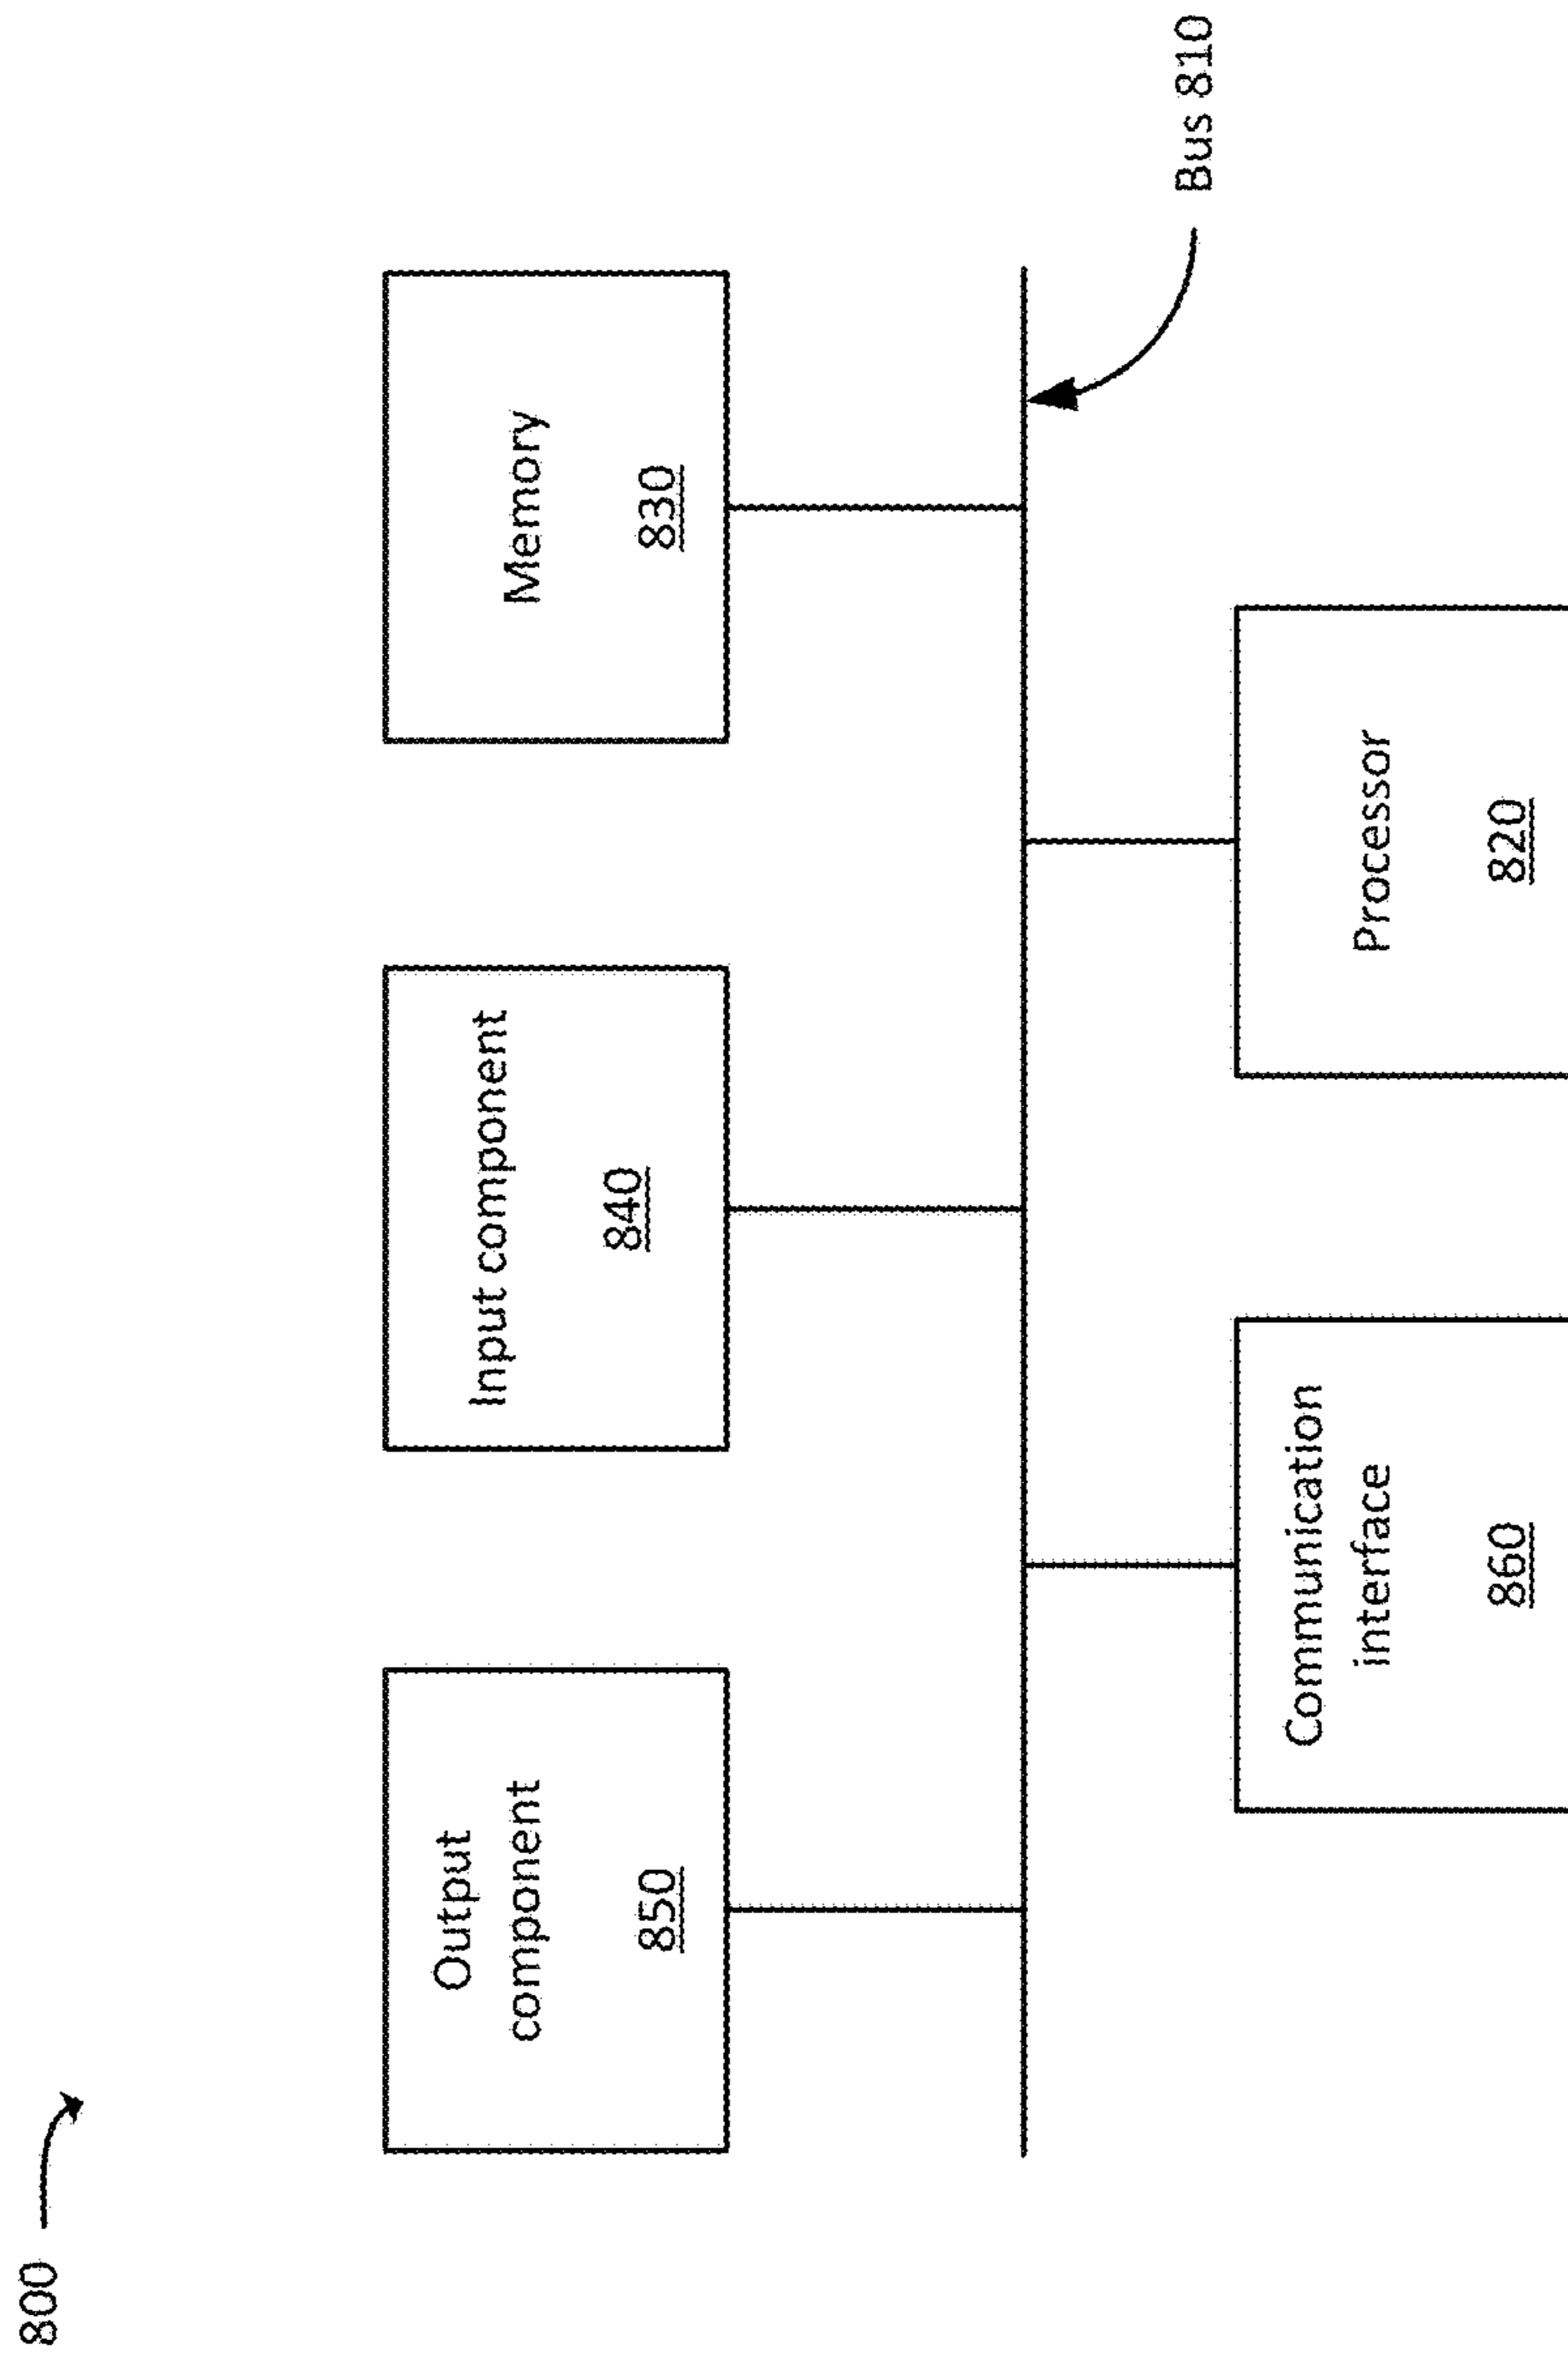 800
Output
component
850
Input component
840
Memory
830
Bus 810
Communication
interface
860
Processor
820